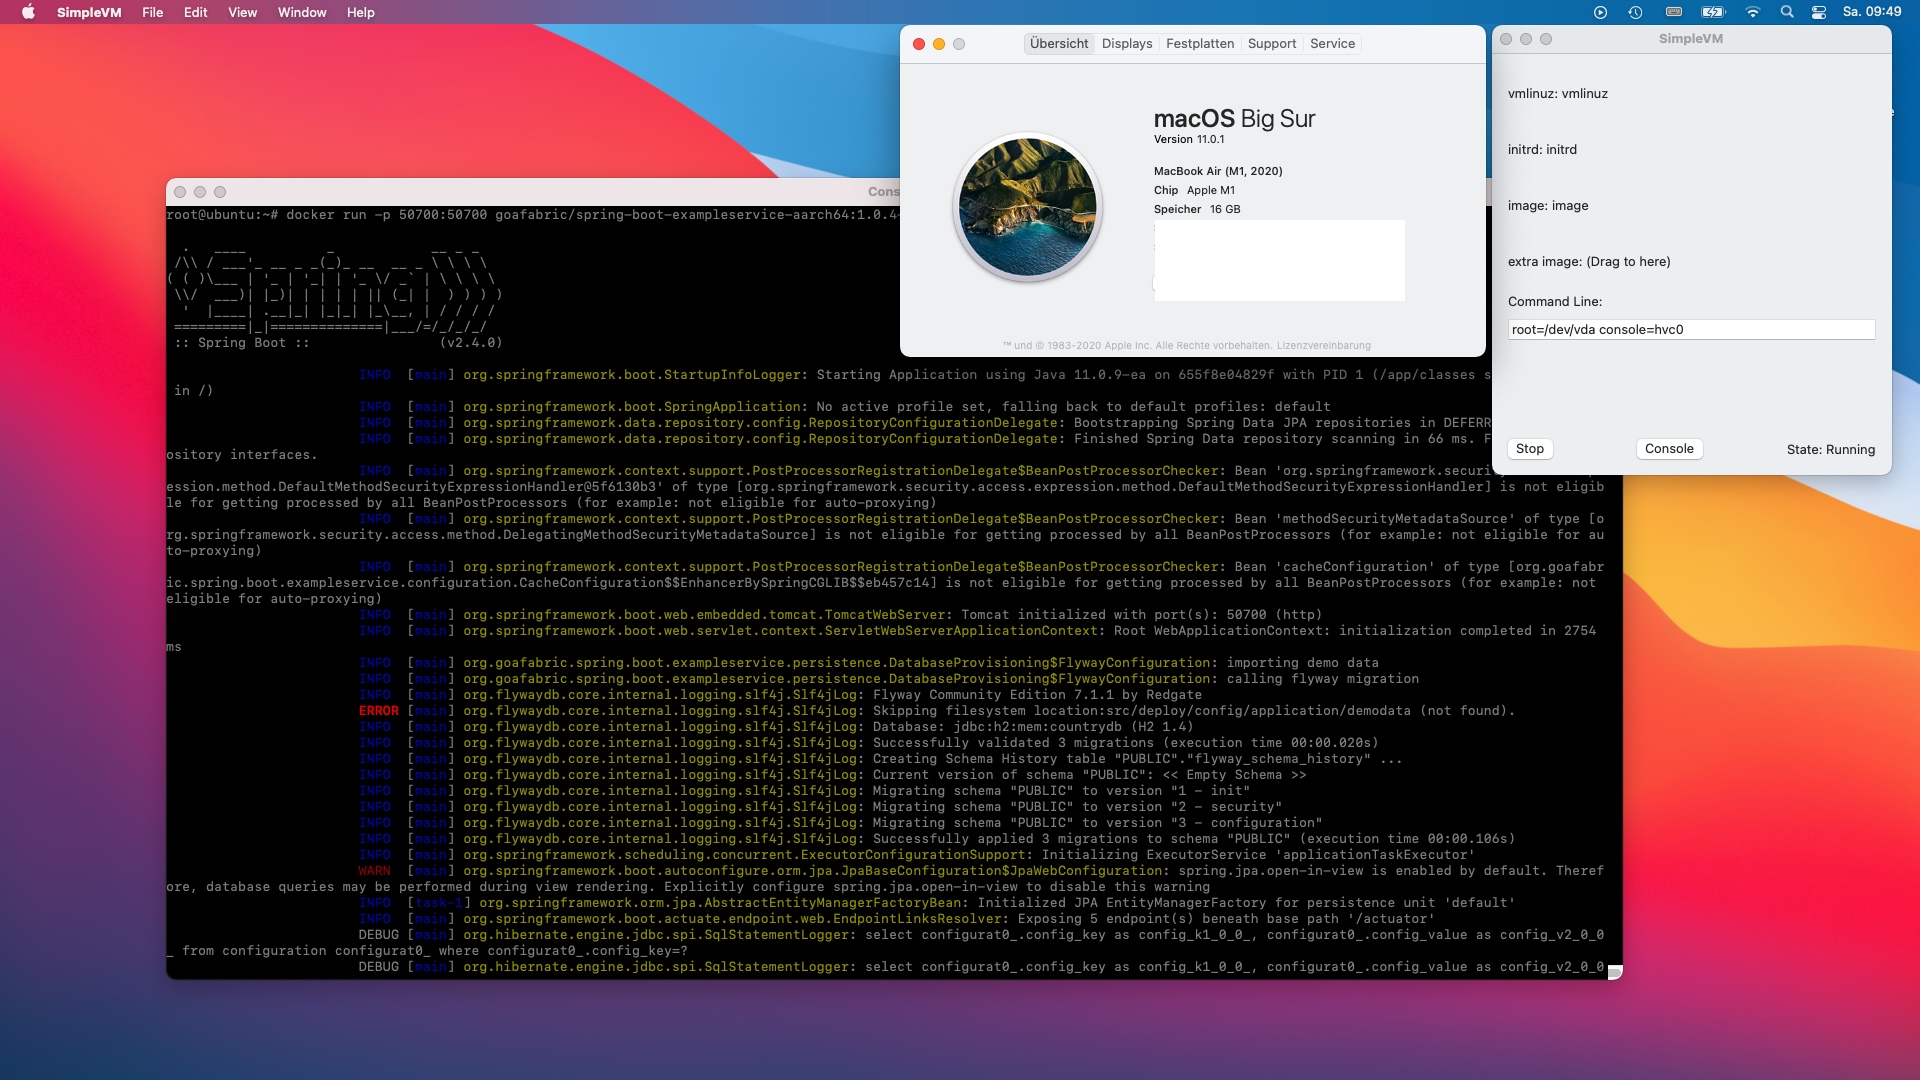 SimpleVM File Edit View Window Help
Sa. 09:49
Übersicht Displays Festplatten Support Service
macOS Big Sur
Version 11.0.1
MacBook Air (M1, 2020)
Chip Apple M1
Speicher 16 GB
™ und © 1983-2020 Apple Inc. Alle Rechte vorbehalten. Lizenzvereinbarung
SimpleVM
vmlinuz: vmlinuz
initrd: initrd
image: image
extra image: (Drag to here)
Command Line:
root=/dev/vda console=hvc0
Stop Console State: Running
Cons
root@ubuntu:~# docker run -p 50700:50700 goafabric/spring-boot-exampleservice-aarch64:1.0.4-
=========|_|==============|___/=/_/_/_/
:: Spring Boot :: (v2.4.0)
INFO [main] org.springframework.boot.StartupInfoLogger: Starting Application using Java 11.0.9-ea on 655f8e04829f with PID 1 (/app/classes s
in /)
INFO [main] org.springframework.boot.SpringApplication: No active profile set, falling back to default profiles: default
INFO [main] org.springframework.data.repository.config.RepositoryConfigurationDelegate: Bootstrapping Spring Data JPA repositories in DEFERR
INFO [main] org.springframework.data.repository.config.RepositoryConfigurationDelegate: Finished Spring Data repository scanning in 66 ms. F
ository interfaces.
INFO [main] org.springframework.context.support.PostProcessorRegistrationDelegate$BeanPostProcessorChecker: Bean 'org.springframework.securi
ession.method.DefaultMethodSecurityExpressionHandler@5f6130b3' of type [org.springframework.security.access.expression.method.DefaultMethodSecurityExpressionHandler] is not eligib
le for getting processed by all BeanPostProcessors (for example: not eligible for auto-proxying)
INFO [main] org.springframework.context.support.PostProcessorRegistrationDelegate$BeanPostProcessorChecker: Bean 'methodSecurityMetadataSource' of type [o
rg.springframework.security.access.method.DelegatingMethodSecurityMetadataSource] is not eligible for getting processed by all BeanPostProcessors (for example: not eligible for au
to-proxying)
INFO [main] org.springframework.context.support.PostProcessorRegistrationDelegate$BeanPostProcessorChecker: Bean 'cacheConfiguration' of type [org.goafabr
ic.spring.boot.exampleservice.configuration.CacheConfiguration$$EnhancerBySpringCGLIB$$eb457c14] is not eligible for getting processed by all BeanPostProcessors (for example: not
eligible for auto-proxying)
INFO [main] org.springframework.boot.web.embedded.tomcat.TomcatWebServer: Tomcat initialized with port(s): 50700 (http)
INFO [main] org.springframework.boot.web.servlet.context.ServletWebServerApplicationContext: Root WebApplicationContext: initialization completed in 2754
ms
INFO [main] org.goafabric.spring.boot.exampleservice.persistence.DatabaseProvisioning$FlywayConfiguration: importing demo data
INFO [main] org.goafabric.spring.boot.exampleservice.persistence.DatabaseProvisioning$FlywayConfiguration: calling flyway migration
INFO [main] org.flywaydb.core.internal.logging.slf4j.Slf4jLog: Flyway Community Edition 7.1.1 by Redgate
ERROR [main] org.flywaydb.core.internal.logging.slf4j.Slf4jLog: Skipping filesystem location:src/deploy/config/application/demodata (not found).
INFO [main] org.flywaydb.core.internal.logging.slf4j.Slf4jLog: Database: jdbc:h2:mem:countrydb (H2 1.4)
INFO [main] org.flywaydb.core.internal.logging.slf4j.Slf4jLog: Successfully validated 3 migrations (execution time 00:00.020s)
INFO [main] org.flywaydb.core.internal.logging.slf4j.Slf4jLog: Creating Schema History table "PUBLIC"."flyway_schema_history" ...
INFO [main] org.flywaydb.core.internal.logging.slf4j.Slf4jLog: Current version of schema "PUBLIC": << Empty Schema >>
INFO [main] org.flywaydb.core.internal.logging.slf4j.Slf4jLog: Migrating schema "PUBLIC" to version "1 - init"
INFO [main] org.flywaydb.core.internal.logging.slf4j.Slf4jLog: Migrating schema "PUBLIC" to version "2 - security"
INFO [main] org.flywaydb.core.internal.logging.slf4j.Slf4jLog: Migrating schema "PUBLIC" to version "3 - configuration"
INFO [main] org.flywaydb.core.internal.logging.slf4j.Slf4jLog: Successfully applied 3 migrations to schema "PUBLIC" (execution time 00:00.106s)
INFO [main] org.springframework.scheduling.concurrent.ExecutorConfigurationSupport: Initializing ExecutorService 'applicationTaskExecutor'
WARN [main] org.springframework.boot.autoconfigure.orm.jpa.JpaBaseConfiguration$JpaWebConfiguration: spring.jpa.open-in-view is enabled by default. Theref
ore, database queries may be performed during view rendering. Explicitly configure spring.jpa.open-in-view to disable this warning
INFO [task-1] org.springframework.orm.jpa.AbstractEntityManagerFactoryBean: Initialized JPA EntityManagerFactory for persistence unit 'default'
INFO [main] org.springframework.boot.actuate.endpoint.web.EndpointLinksResolver: Exposing 5 endpoint(s) beneath base path '/actuator'
DEBUG [main] org.hibernate.engine.jdbc.spi.SqlStatementLogger: select configurat0_.config_key as config_k1_0_0_, configurat0_.config_value as config_v2_0_0
_ from configuration configurat0_ where configurat0_.config_key=?
DEBUG [main] org.hibernate.engine.jdbc.spi.SqlStatementLogger: select configurat0_.config_key as config_k1_0_0_, configurat0_.config_value as config_v2_0_0